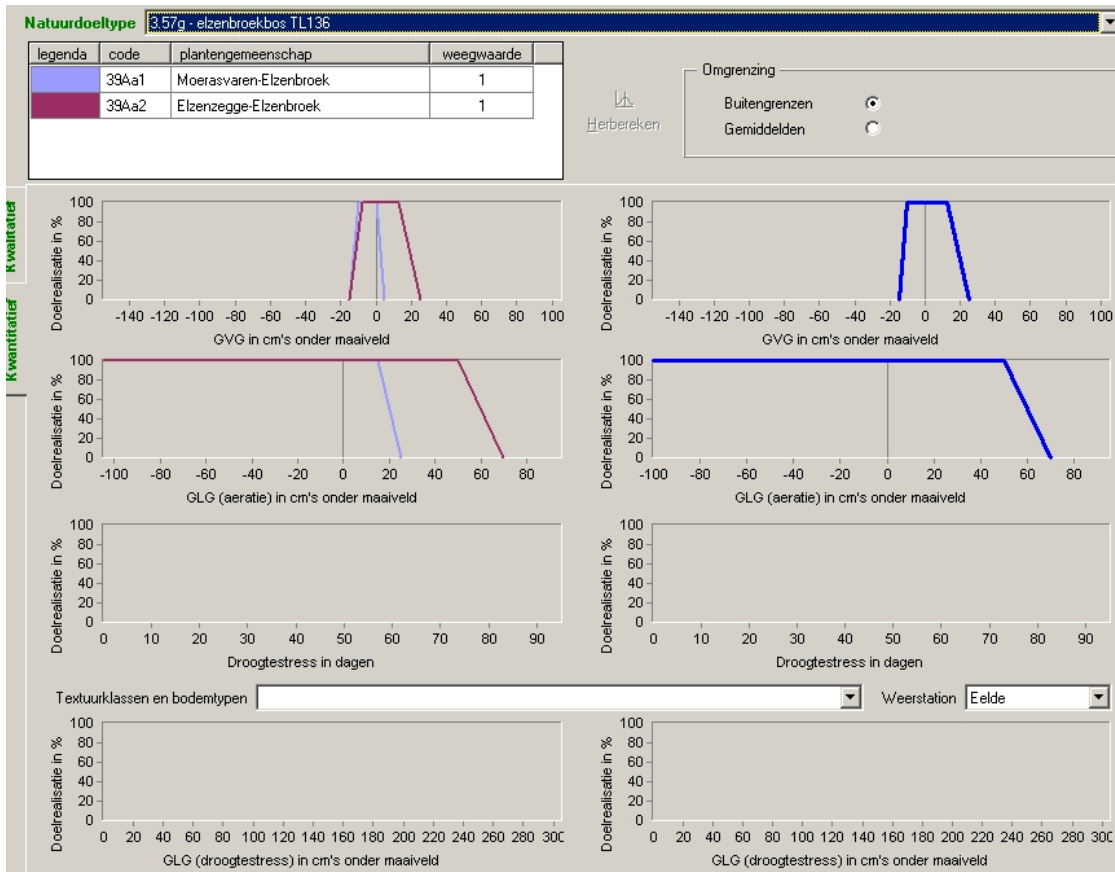 Natuurdoeltype 3.57g - elzenbroekbos TL136
legenda code plantengemeenschap weegwaarde
39Aa1 Moerasvaren-Elzenbroek 1
39Aa2 Elzenzegge-Elzenbroek 1
Herbereken
Omgrenzing
Buitengrenzen
Gemiddelden
Kwalitatief
Kwantitatief
Doelrealisatie in %
100
80
60
40
20
0
-140 -120 -100 -80 -60 -40 -20 0 20 40 60 80 100
GVG in cm's onder maaiveld
Doelrealisatie in %
100
80
60
40
20
0
-140 -120 -100 -80 -60 -40 -20 0 20 40 60 80 100
GVG in cm's onder maaiveld
Doelrealisatie in %
100
80
60
40
20
0
-100 -80 -60 -40 -20 0 20 40 60 80
GLG (aeratie) in cm's onder maaiveld
Doelrealisatie in %
100
80
60
40
20
0
-100 -80 -60 -40 -20 0 20 40 60 80
GLG (aeratie) in cm's onder maaiveld
Doelrealisatie in %
100
80
60
40
20
0
0 10 20 30 40 50 60 70 80 90
Droogtestress in dagen
Doelrealisatie in %
100
80
60
40
20
0
0 10 20 30 40 50 60 70 80 90
Droogtestress in dagen
Textuurklassen en bodemtypen
Weerstation Eelde
Doelrealisatie in %
100
80
60
40
20
0
0 20 40 60 80 100 120 140 160 180 200 220 240 260 280 300
GLG (droogtestress) in cm's onder maaiveld
Doelrealisatie in %
100
80
60
40
20
0
0 20 40 60 80 100 120 140 160 180 200 220 240 260 280 300
GLG (droogtestress) in cm's onder maaiveld